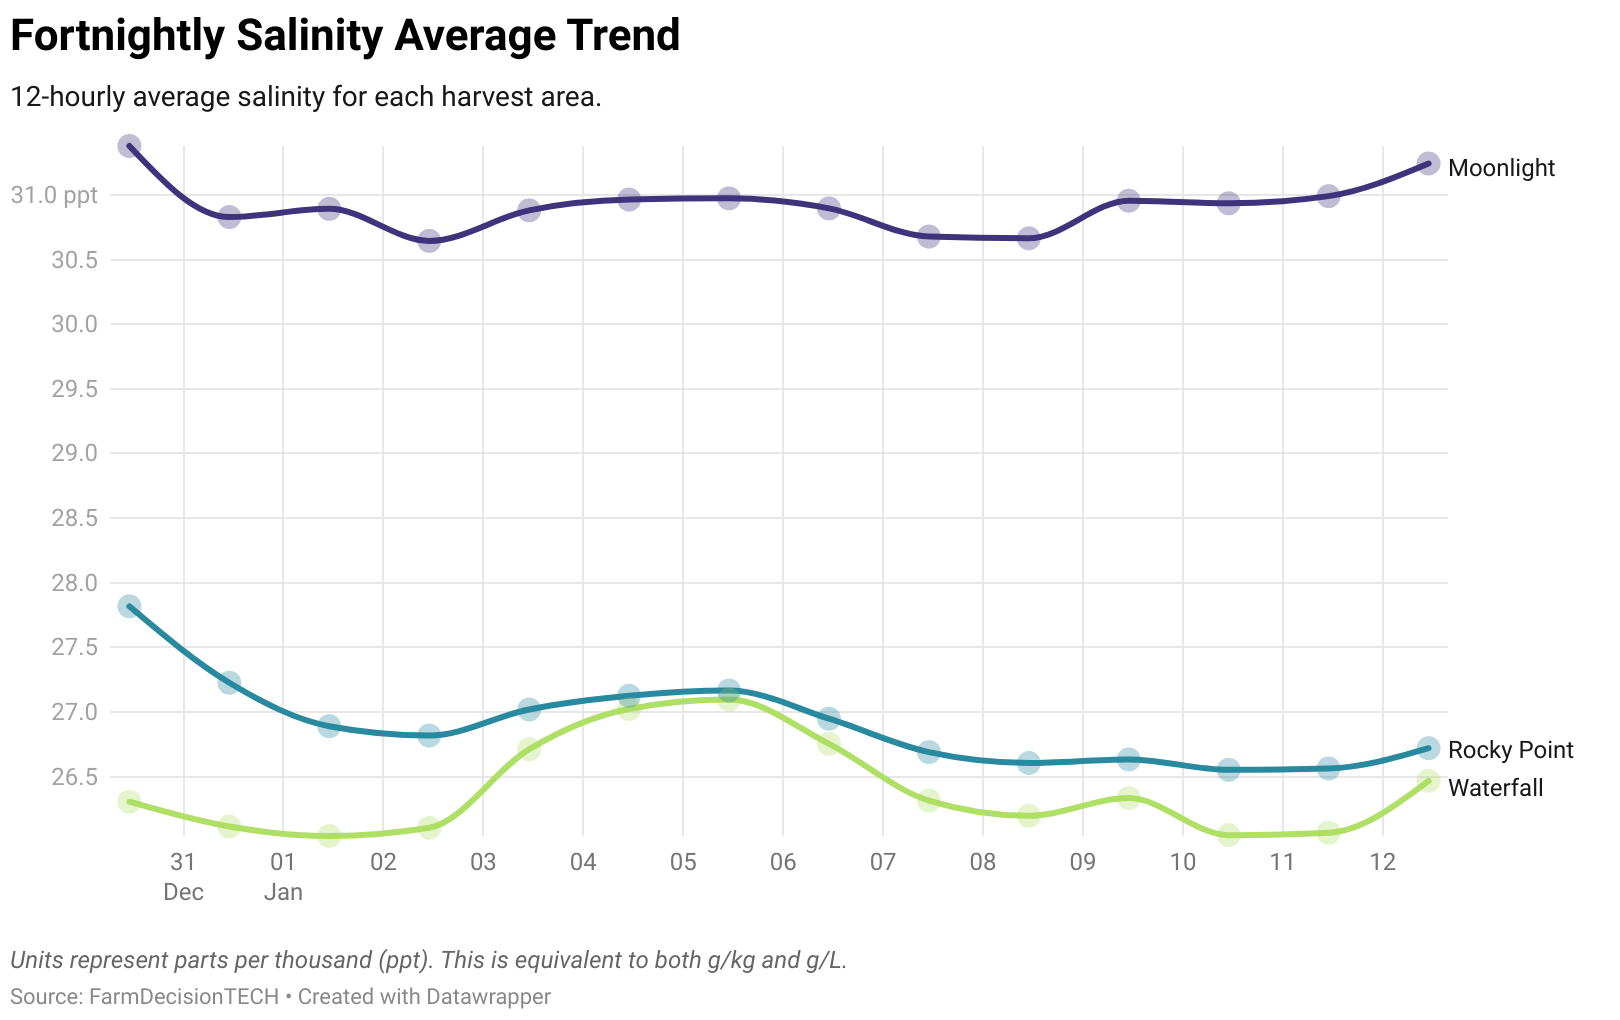 Fortnightly Salinity Average Trend
12-hourly average salinity for each harvest area.
Moonlight
31.0 ppt
30.5
30.0
29.5
29.0
28.5
28.0
27.5
27.0
Rocky Point
26.5
Waterfall
31 01 02 03 04 05 06 07 08 09 10 11 12
Dec Jan
Units represent parts per thousand (ppt). This is equivalent to both g/kg and g/L.
Source: FarmDecisionTECH • Created with Datawrapper